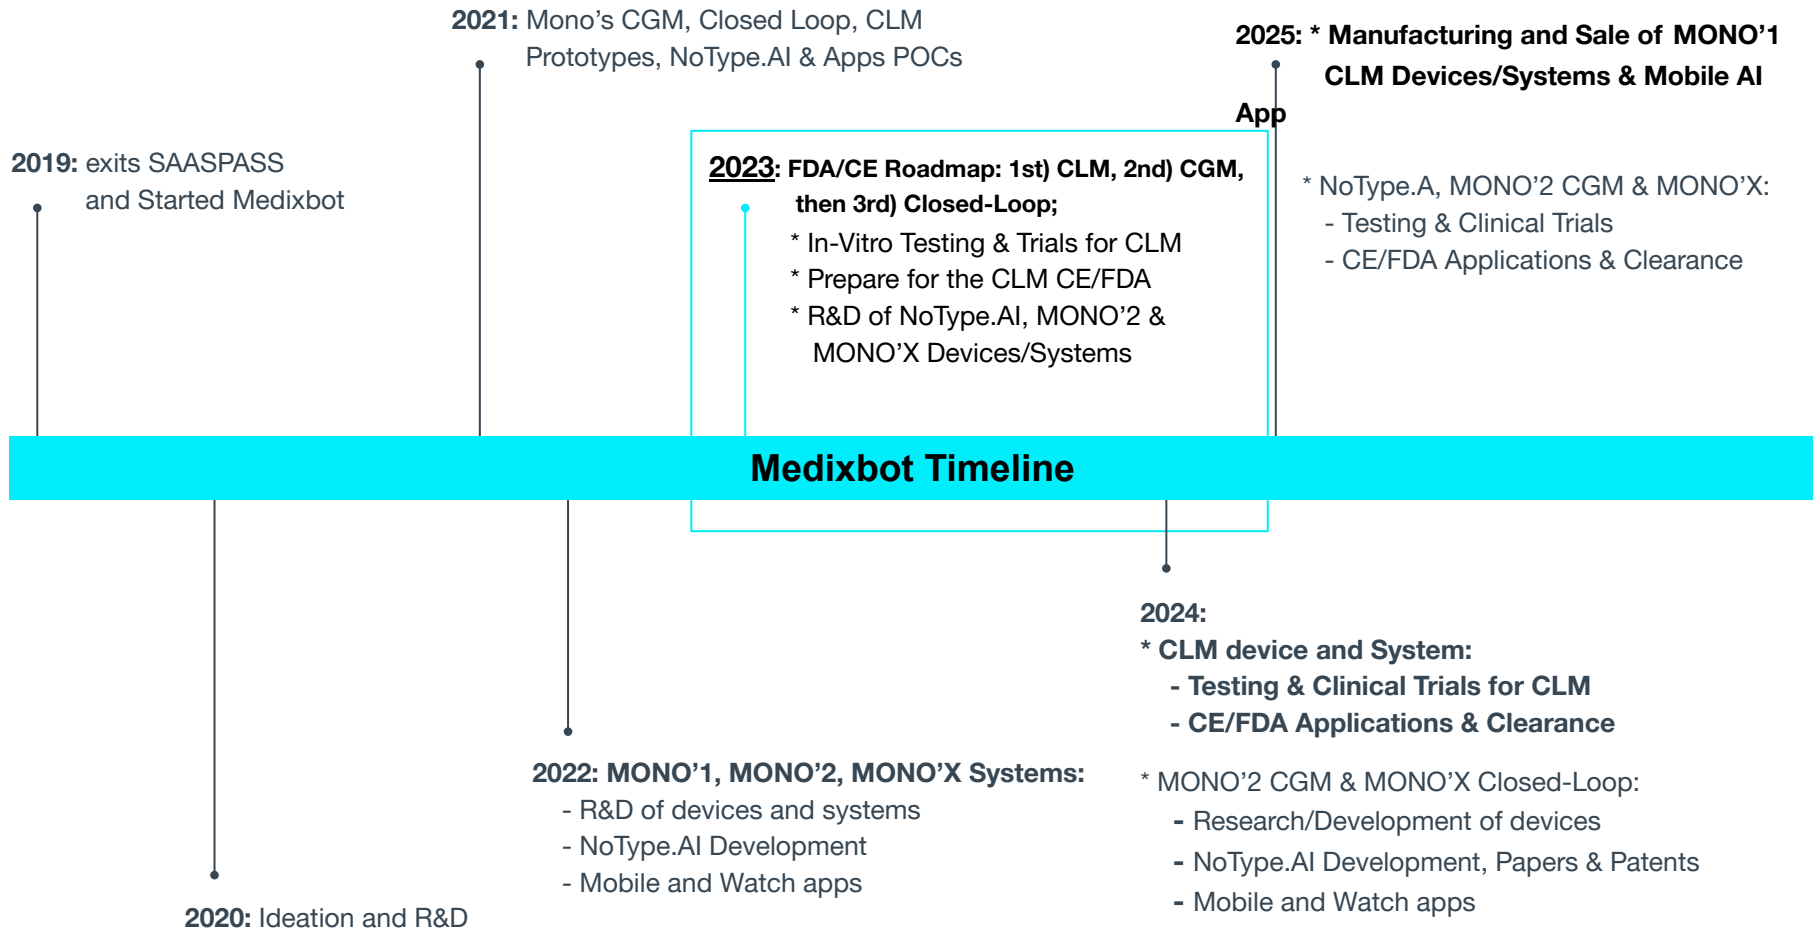 2019: exits SAASPASS
and Started Medixbot
2021: Mono’s CGM, Closed Loop, CLM
Prototypes, NoType.AI & Apps POCs
2023: FDA/CE Roadmap: 1st) CLM, 2nd) CGM,
then 3rd) Closed-Loop;
* In-Vitro Testing & Trials for CLM
* Prepare for the CLM CE/FDA
* R&D of NoType.AI, MONO’2 &
MONO’X Devices/Systems
2025: * Manufacturing and Sale of MONO’1
CLM Devices/Systems & Mobile AI
App
* NoType.A, MONO’2 CGM & MONO’X:
- Testing & Clinical Trials
- CE/FDA Applications & Clearance
Medixbot Timeline
2020: Ideation and R&D
2022: MONO’1, MONO’2, MONO’X Systems:
- R&D of devices and systems
- NoType.AI Development
- Mobile and Watch apps
2024:
* CLM device and System:
- Testing & Clinical Trials for CLM
- CE/FDA Applications & Clearance
* MONO’2 CGM & MONO’X Closed-Loop:
- Research/Development of devices
- NoType.AI Development, Papers & Patents
- Mobile and Watch apps